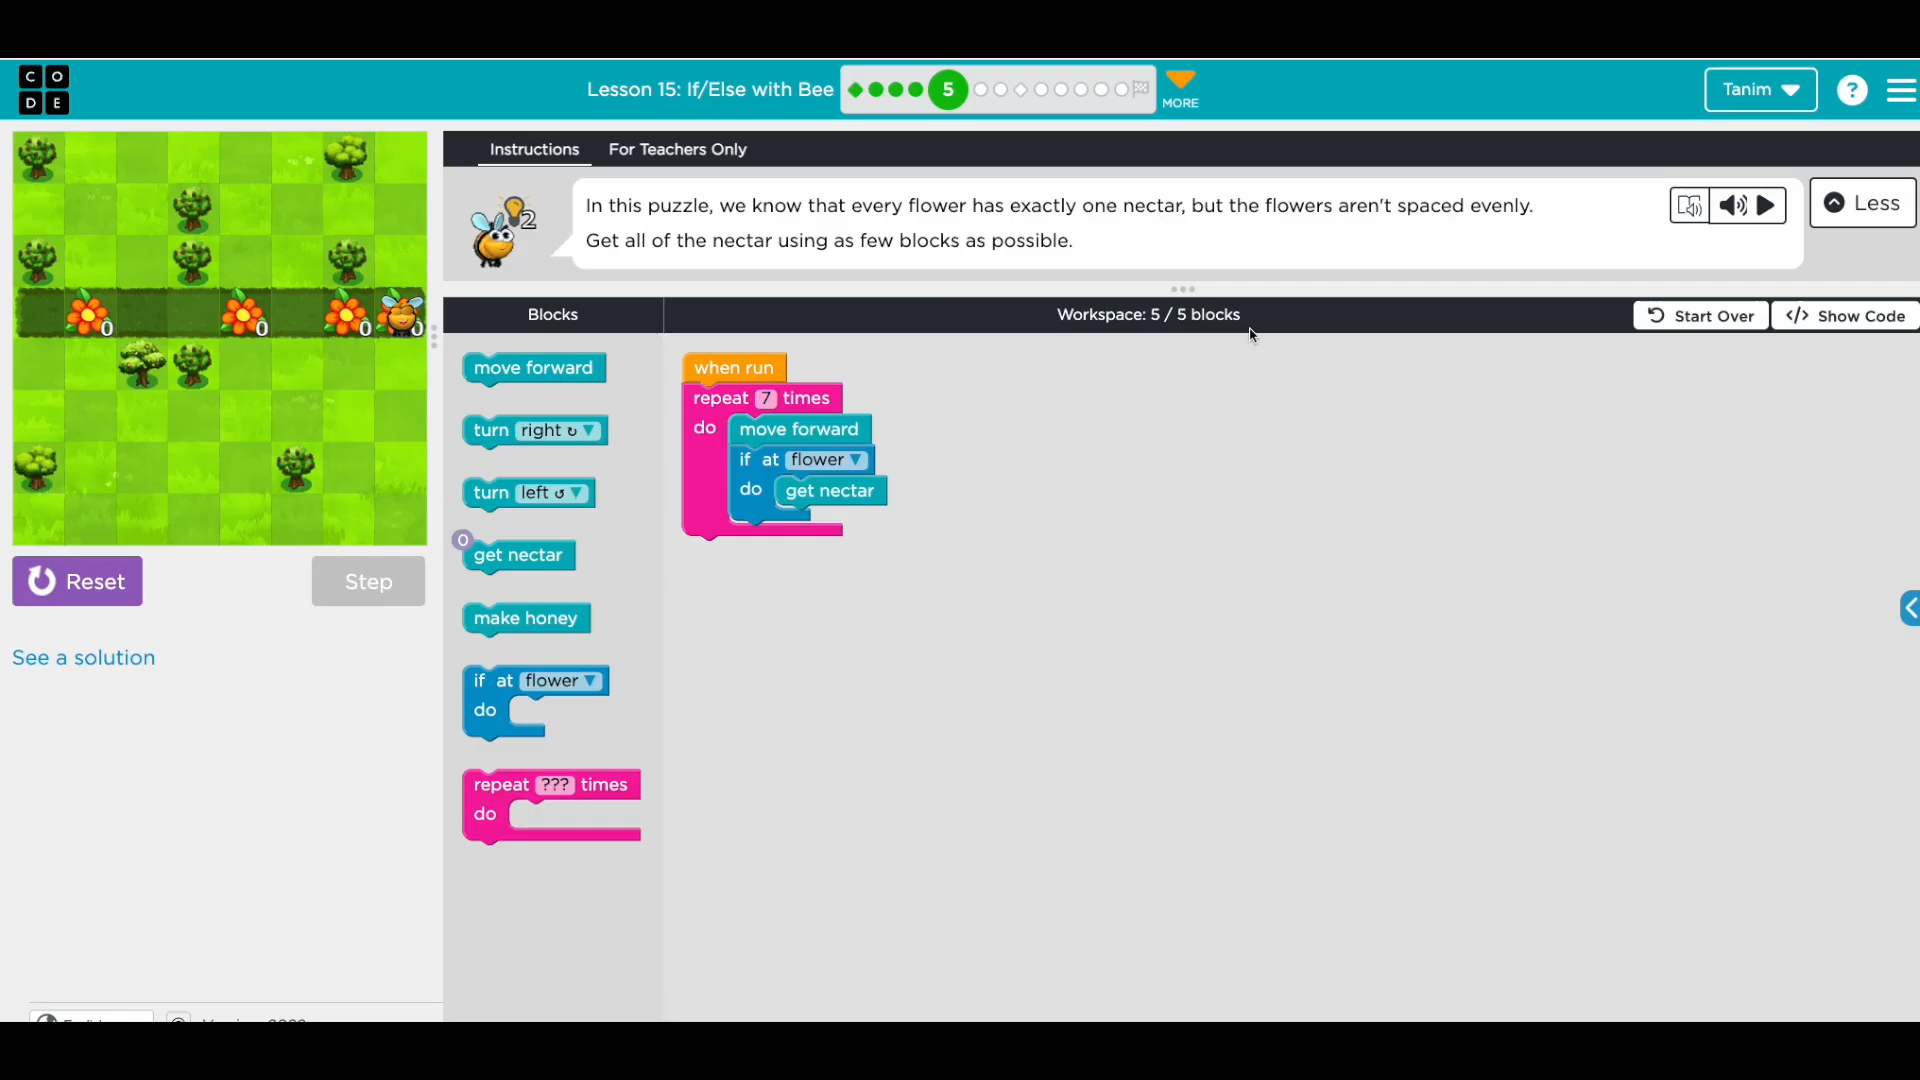 C O
D E
Lesson 15: If/Else with Bee
5
MORE
Tanim
?
Instructions
For Teachers Only
2
In this puzzle, we know that every flower has exactly one nectar, but the flowers aren't spaced evenly.
Get all of the nectar using as few blocks as possible.
Less
0
0
0
0
Blocks
Workspace: 5 / 5 blocks
Start Over
</> Show Code
move forward
turn right ↻ ▼
turn left ↺ ▼
0
get nectar
make honey
if at flower ▼
do
repeat ??? times
do
when run
repeat 7 times
do
move forward
if at flower ▼
do
get nectar
Reset
Step
See a solution